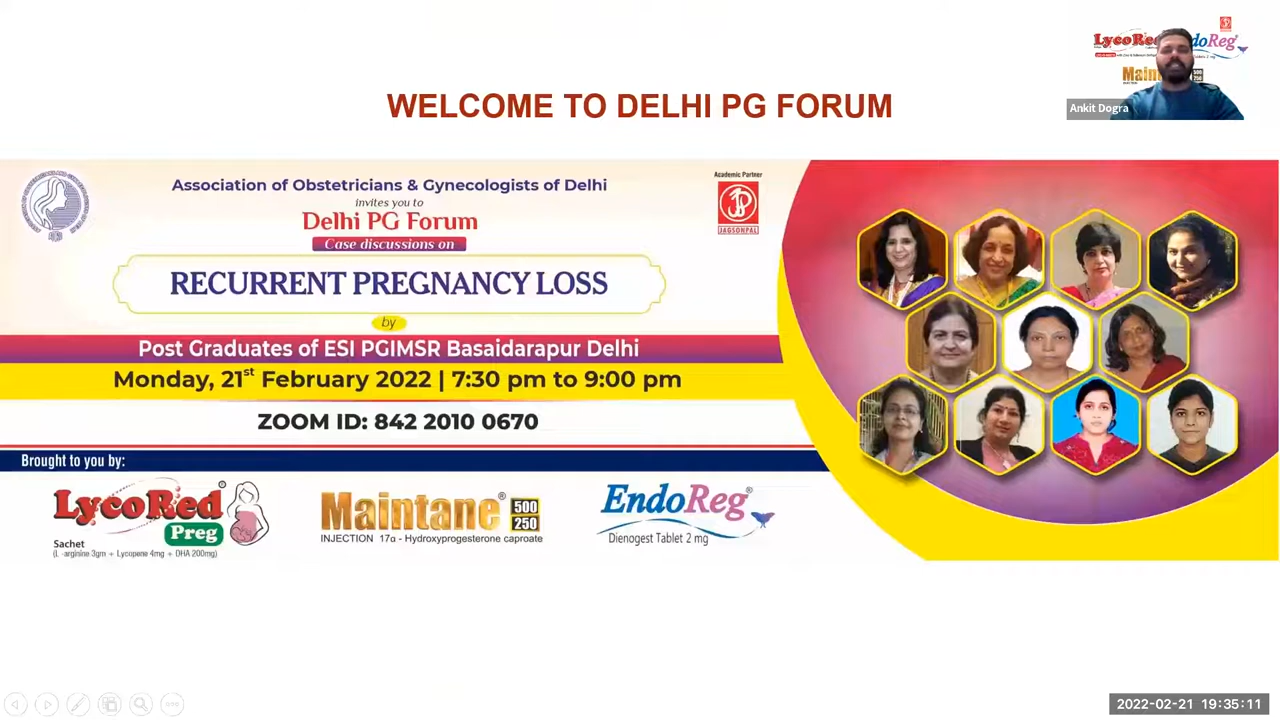 WELCOME TO DELHI PG FORUM
LycoRed
doReg
Maint
Ankit Dogra
Association of Obstetricians & Gynecologists of Delhi
invites you to
Delhi PG Forum
Case discussions on
RECURRENT PREGNANCY LOSS
by
Post Graduates of ESI PGIMSR Basaidarapur Delhi
Monday, 21st February 2022 | 7:30 pm to 9:00 pm
ZOOM ID: 842 2010 0670
Academic Partner
JAGSONPAL
Brought to you by:
LycoRed®
Preg
Sachet
(L -arginine 3gm + Lycopene 4mg + DHA 200mg)
Maintane® 500 250
INJECTION 17α - Hydroxyprogesterone caproate
EndoReg®
Dienogest Tablet 2 mg
2022-02-21 19:35:11